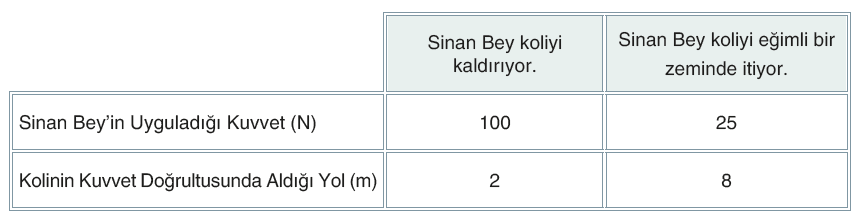 Sinan Bey koliyi
kaldırıyor.
Sinan Bey koliyi eğimli bir
zeminde itiyor.
Sinan Bey'in Uyguladığı Kuvvet (N)
100
25
Kolinin Kuvvet Doğrultusunda Aldığı Yol (m)
2
8